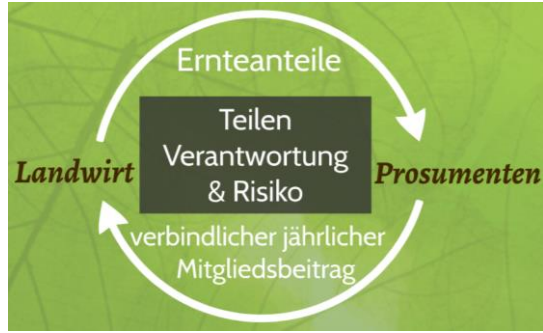 Ernteanteile
Teilen
Verantwortung
& Risiko
Landwirt
Prosumenten
verbindlicher jährlicher
Mitgliedsbeitrag